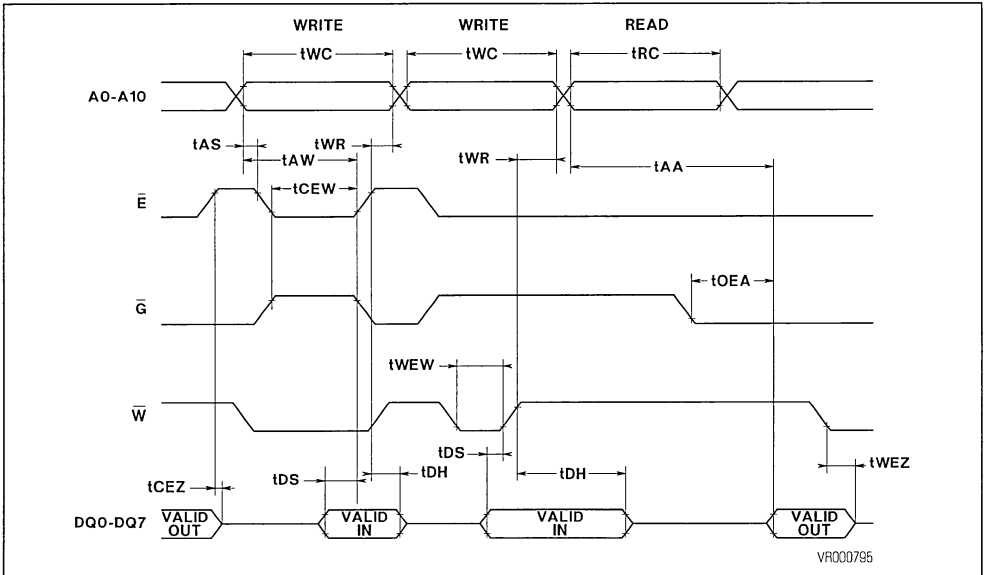 WRITE WRITE READ
tWC tWC tRC
A0-A10
tAS tWR
tAW tWR tAA
tCEW
E̅
tOEA
G̅
tWEW
W̅
tDS tDH tDS tDH tWEZ
tCEZ
DQ0-DQ7 VALID OUT VALID IN VALID IN VALID OUT
VR000795